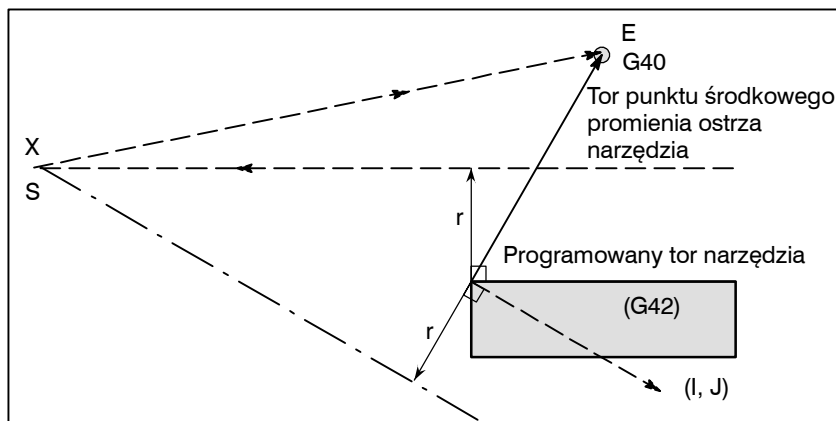 E
G40
Tor punktu środkowego
promienia ostrza
narzędzia
X
S
r
Programowany tor narzędzia
(G42)
r
(I, J)